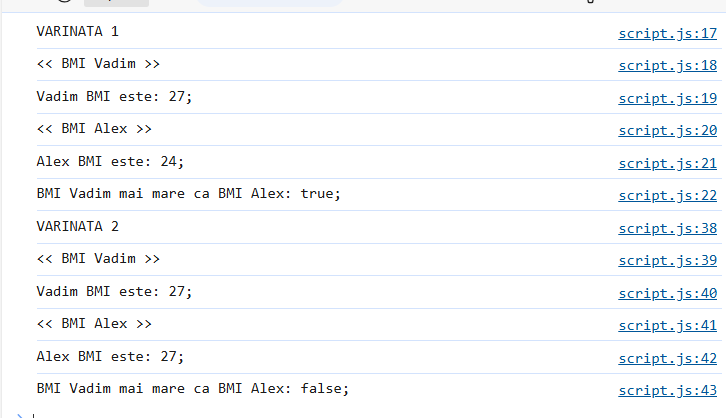 VARINATA 1 script.js:17
<< BMI Vadim >> script.js:18
Vadim BMI este: 27; script.js:19
<< BMI Alex >> script.js:20
Alex BMI este: 24; script.js:21
BMI Vadim mai mare ca BMI Alex: true; script.js:22
VARINATA 2 script.js:38
<< BMI Vadim >> script.js:39
Vadim BMI este: 27; script.js:40
<< BMI Alex >> script.js:41
Alex BMI este: 27; script.js:42
BMI Vadim mai mare ca BMI Alex: false; script.js:43